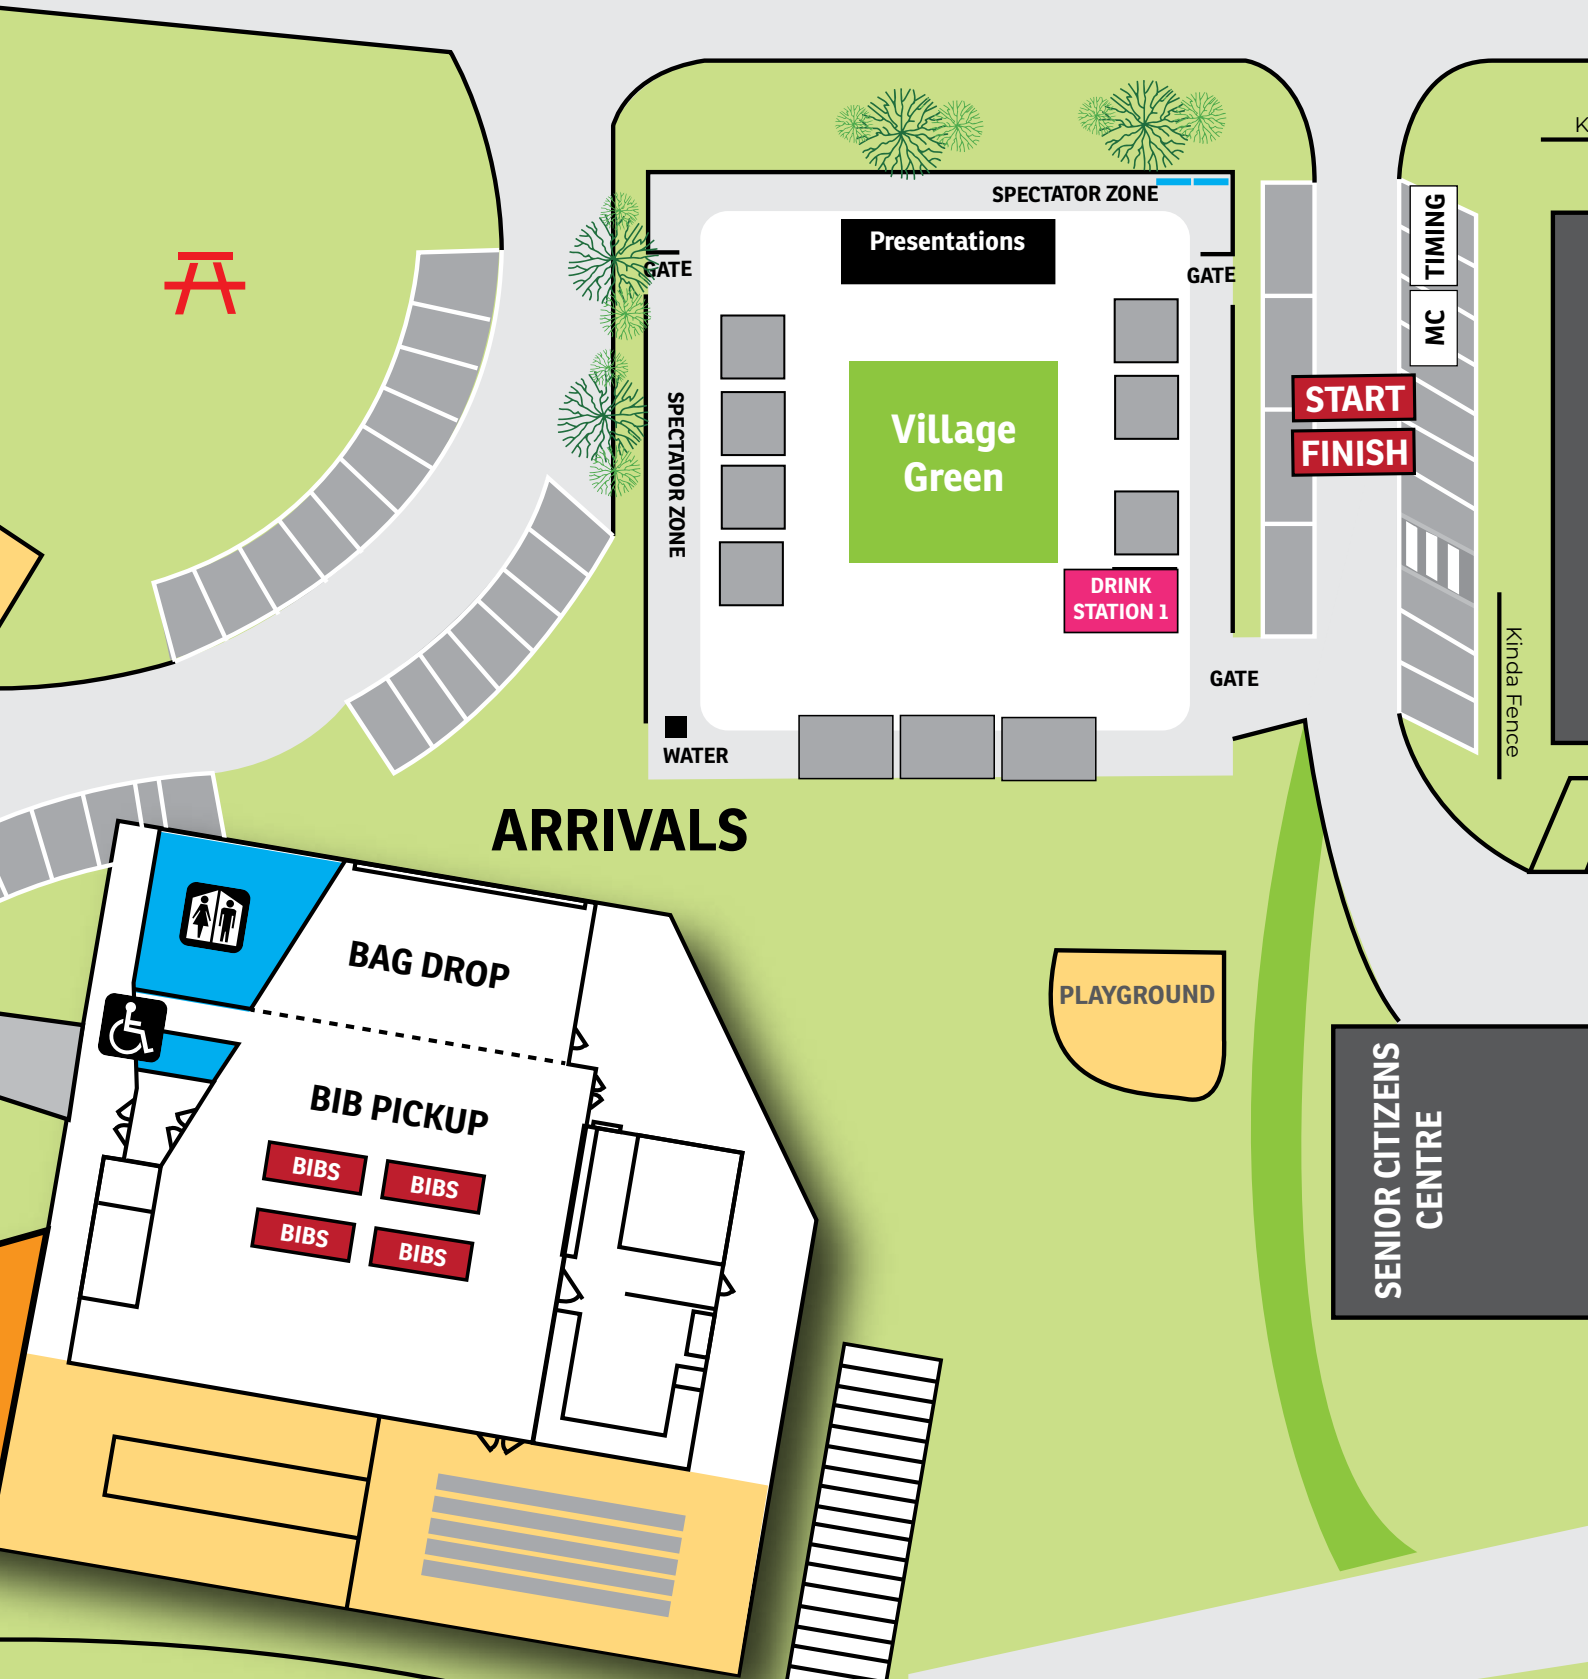 K
SPECTATOR ZONE
TIMING
Presentations
GATE
GATE
MC
START
Village
Green
FINISH
SPECTATOR ZONE
DRINK
STATION 1
Kinda Fence
GATE
WATER
ARRIVALS
BAG DROP
PLAYGROUND
BIB PICKUP
SENIOR CITIZENS
CENTRE
BIBS
BIBS
BIBS
BIBS